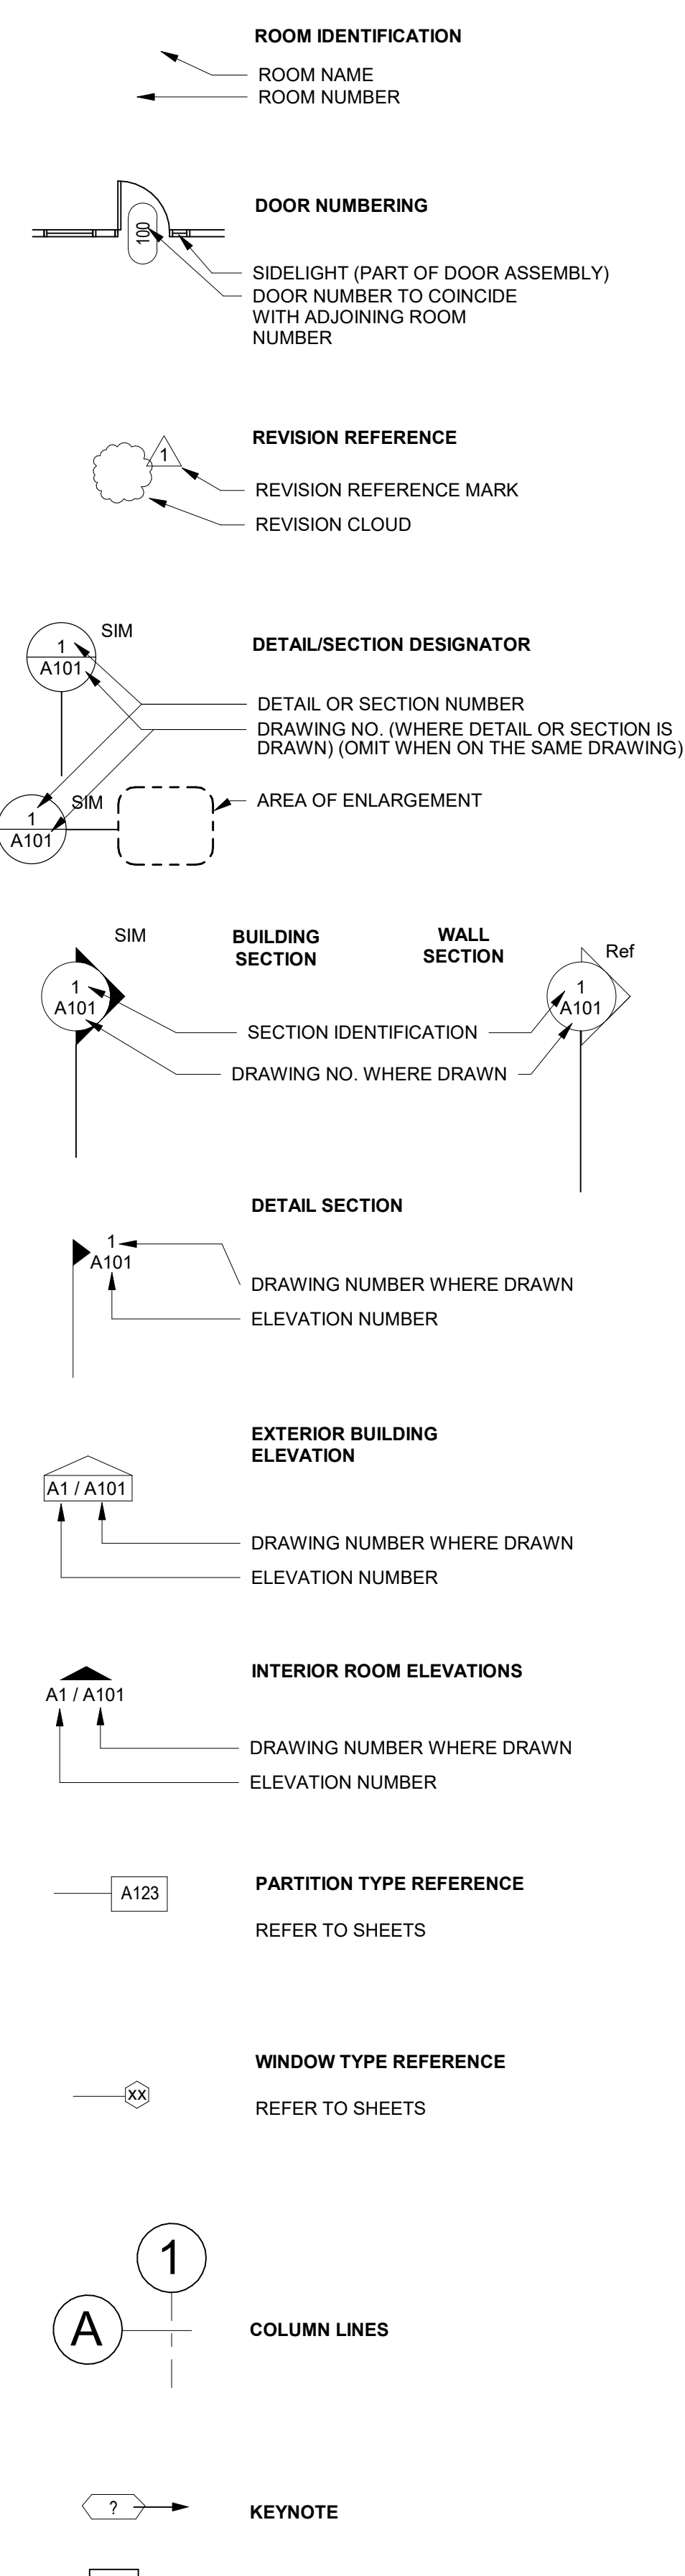 ROOM IDENTIFICATION
ROOM NAME
ROOM NUMBER
DOOR NUMBERING
100
SIDELIGHT (PART OF DOOR ASSEMBLY)
DOOR NUMBER TO COINCIDE
WITH ADJOINING ROOM
NUMBER
REVISION REFERENCE
1
REVISION REFERENCE MARK
REVISION CLOUD
SIM
1
A101
DETAIL/SECTION DESIGNATOR
DETAIL OR SECTION NUMBER
DRAWING NO. (WHERE DETAIL OR SECTION IS
DRAWN) (OMIT WHEN ON THE SAME DRAWING)
SIM
1
A101
AREA OF ENLARGEMENT
SIM
BUILDING
SECTION
WALL
SECTION
Ref
1
A101
1
A101
SECTION IDENTIFICATION
DRAWING NO. WHERE DRAWN
DETAIL SECTION
1
A101
DRAWING NUMBER WHERE DRAWN
ELEVATION NUMBER
EXTERIOR BUILDING
ELEVATION
A1 / A101
DRAWING NUMBER WHERE DRAWN
ELEVATION NUMBER
INTERIOR ROOM ELEVATIONS
A1 / A101
DRAWING NUMBER WHERE DRAWN
ELEVATION NUMBER
A123
PARTITION TYPE REFERENCE
REFER TO SHEETS
WINDOW TYPE REFERENCE
XX
REFER TO SHEETS
1
A
COLUMN LINES
?
KEYNOTE